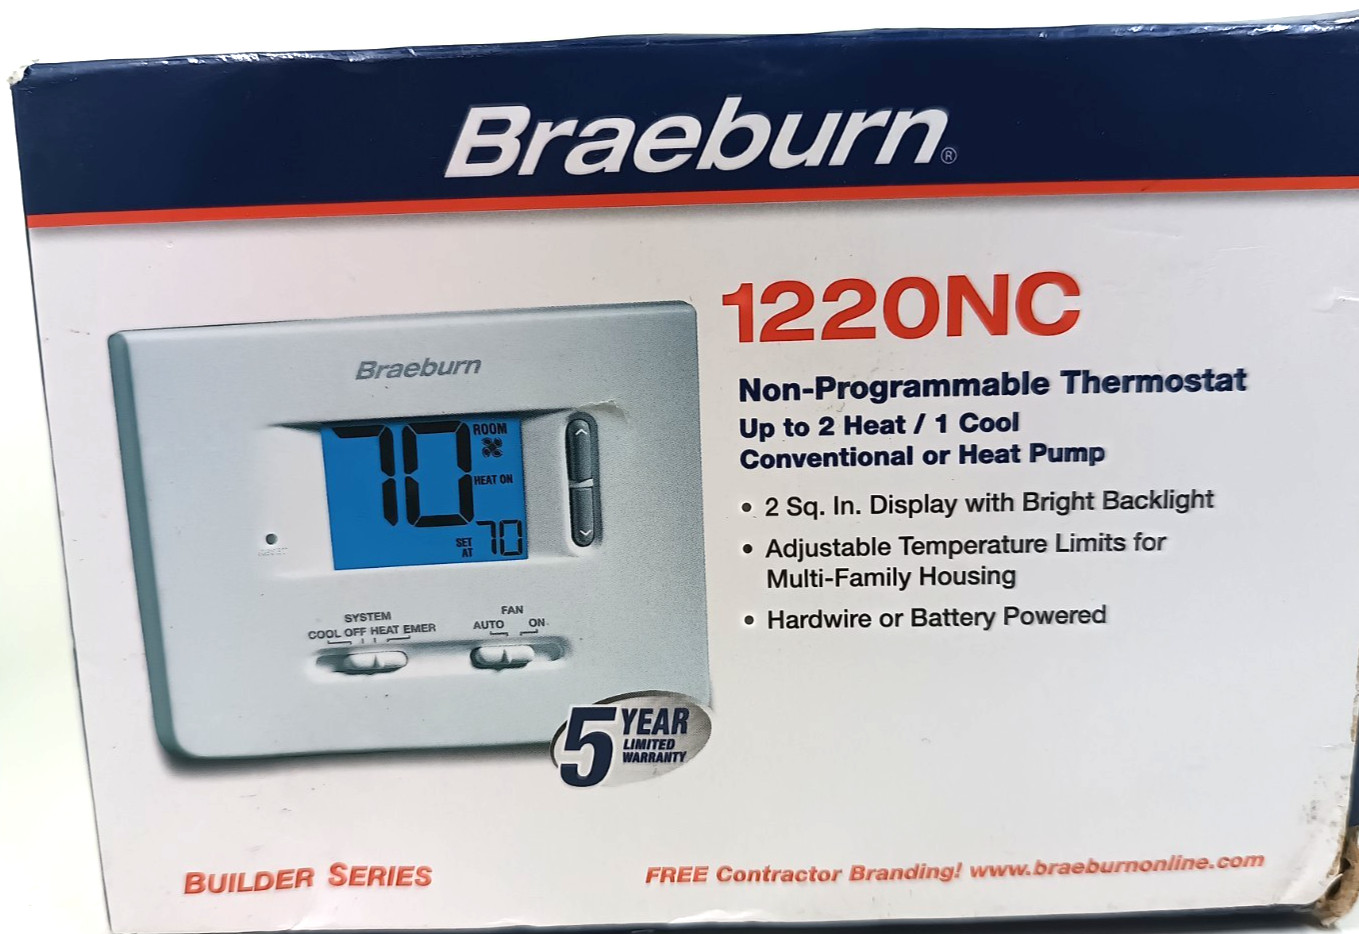 Braeburn®
1220NC
Non-Programmable Thermostat
Up to 2 Heat / 1 Cool
Conventional or Heat Pump
• 2 Sq. In. Display with Bright Backlight
• Adjustable Temperature Limits for
Multi-Family Housing
• Hardwire or Battery Powered
Braeburn
70 ROOM
HEAT ON
SET AT 70
SYSTEM
COOL OFF HEAT EMER
FAN
AUTO ON
5 YEAR
LIMITED
WARRANTY
BUILDER SERIES
FREE Contractor Branding! www.braeburnonline.com